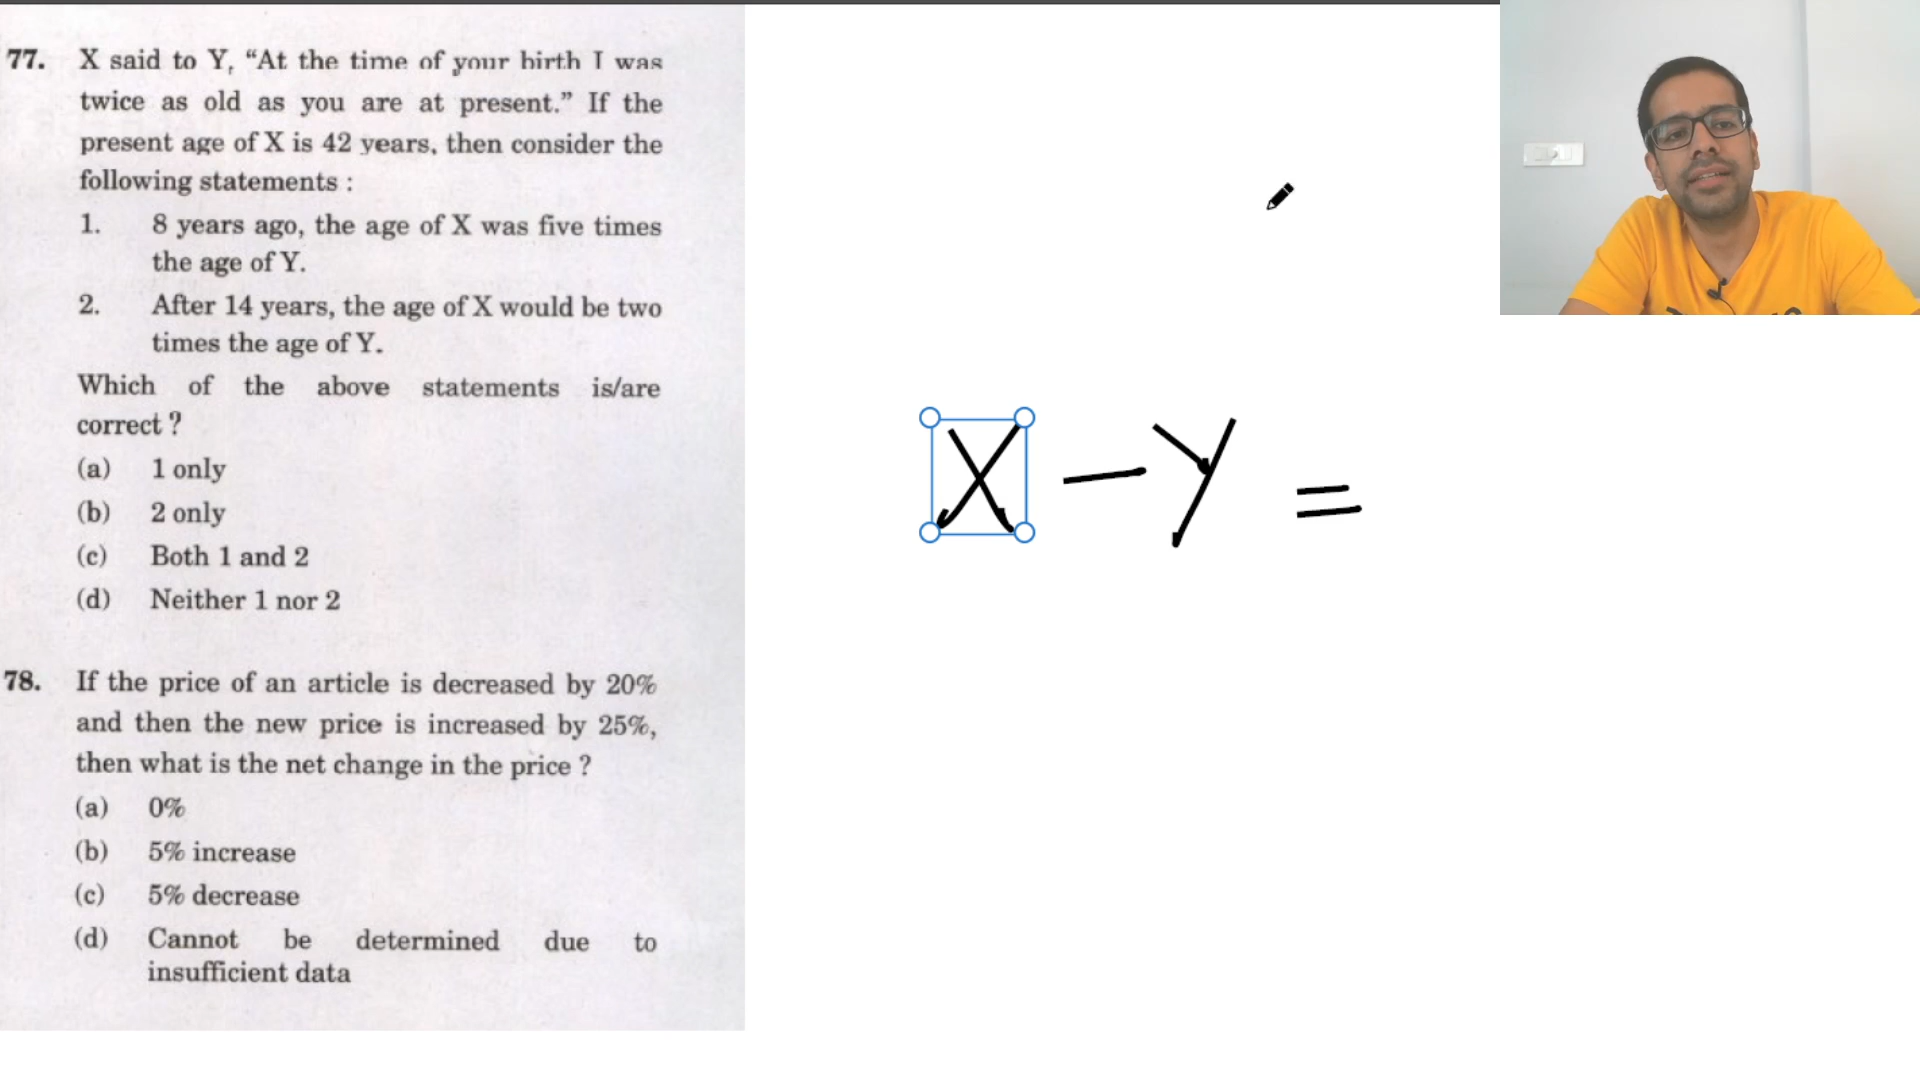 77. X said to Y, “At the time of your birth I was
twice as old as you are at present.” If the
present age of X is 42 years, then consider the
following statements :
1. 8 years ago, the age of X was five times
the age of Y.
2. After 14 years, the age of X would be two
times the age of Y.
Which of the above statements is/are
correct ?
(a) 1 only
(b) 2 only
(c) Both 1 and 2
(d) Neither 1 nor 2
78. If the price of an article is decreased by 20%
and then the new price is increased by 25%,
then what is the net change in the price ?
(a) 0%
(b) 5% increase
(c) 5% decrease
(d) Cannot be determined due to
insufficient data
X – Y =